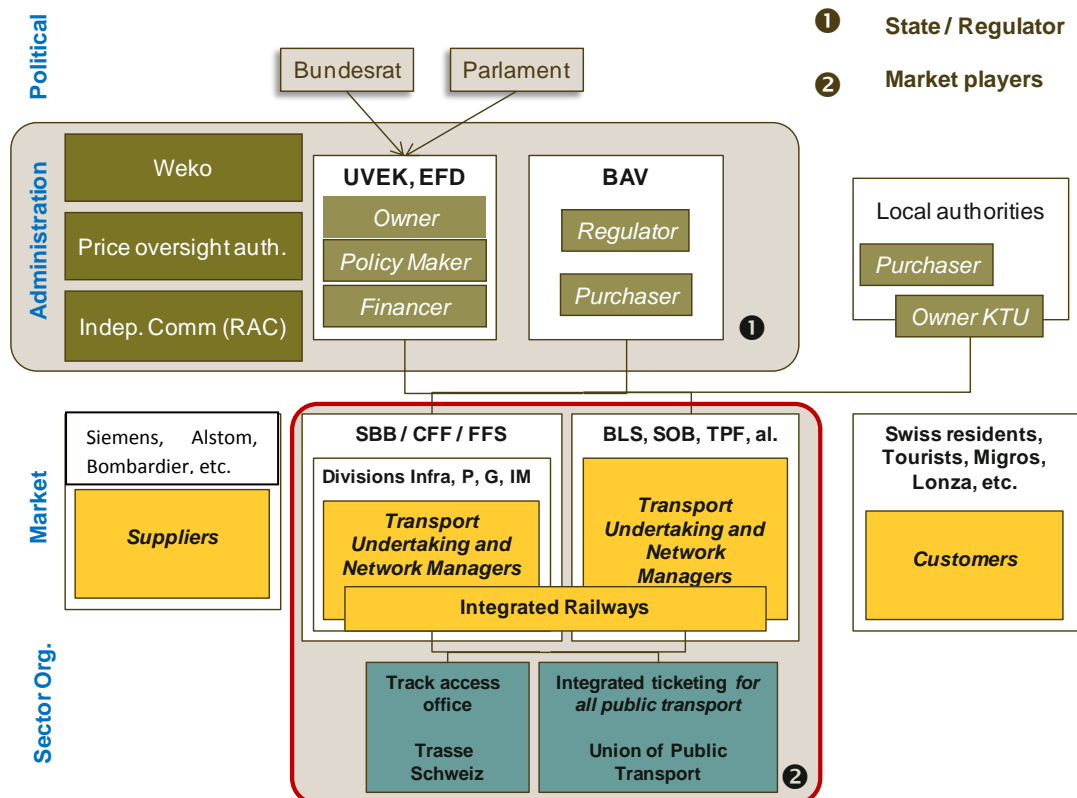 Political
❶ State / Regulator
❷ Market players
Bundesrat
Parlament
Administration
Weko
Price oversight auth.
Indep. Comm (RAC)
UVEK, EFD
Owner
Policy Maker
Financer
BAV
Regulator
Purchaser
❶
Local authorities
Purchaser
Owner KTU
Market
Siemens, Alstom,
Bombardier, etc.
Suppliers
SBB / CFF / FFS
Divisions Infra, P, G, IM
Transport
Undertaking and
Network Managers
BLS, SOB, TPF, al.
Transport
Undertaking and
Network
Managers
Integrated Railways
Swiss residents,
Tourists, Migros,
Lonza, etc.
Customers
Sector Org.
Track access
office
Trasse
Schweiz
Integrated ticketing for
all public transport
Union of Public
Transport
❷